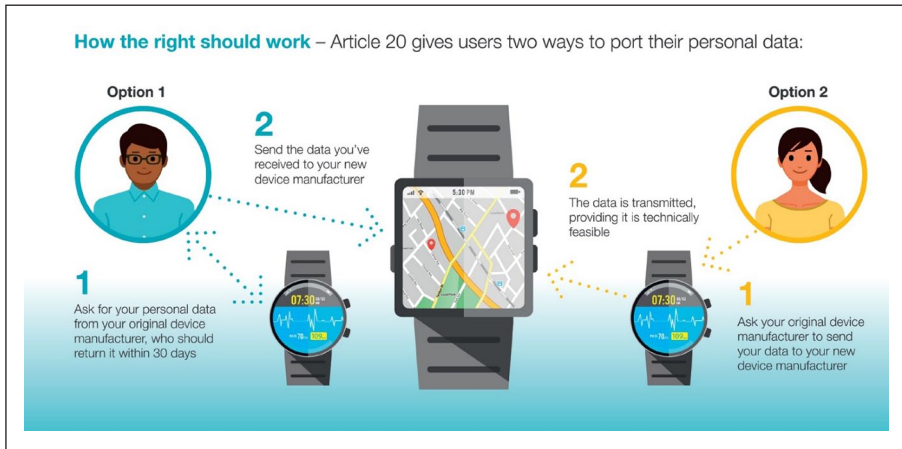 How the right should work – Article 20 gives users two ways to port their personal data:
Option 1
2
Send the data you've
received to your new
device manufacturer
1
Ask for your personal data
from your original device
manufacturer, who should
return it within 30 days
07:30
70
5:30 PM
Option 2
2
The data is transmitted,
providing it is technically
feasible
1
Ask your original device
manufacturer to send
your data to your new
device manufacturer
07:30
70